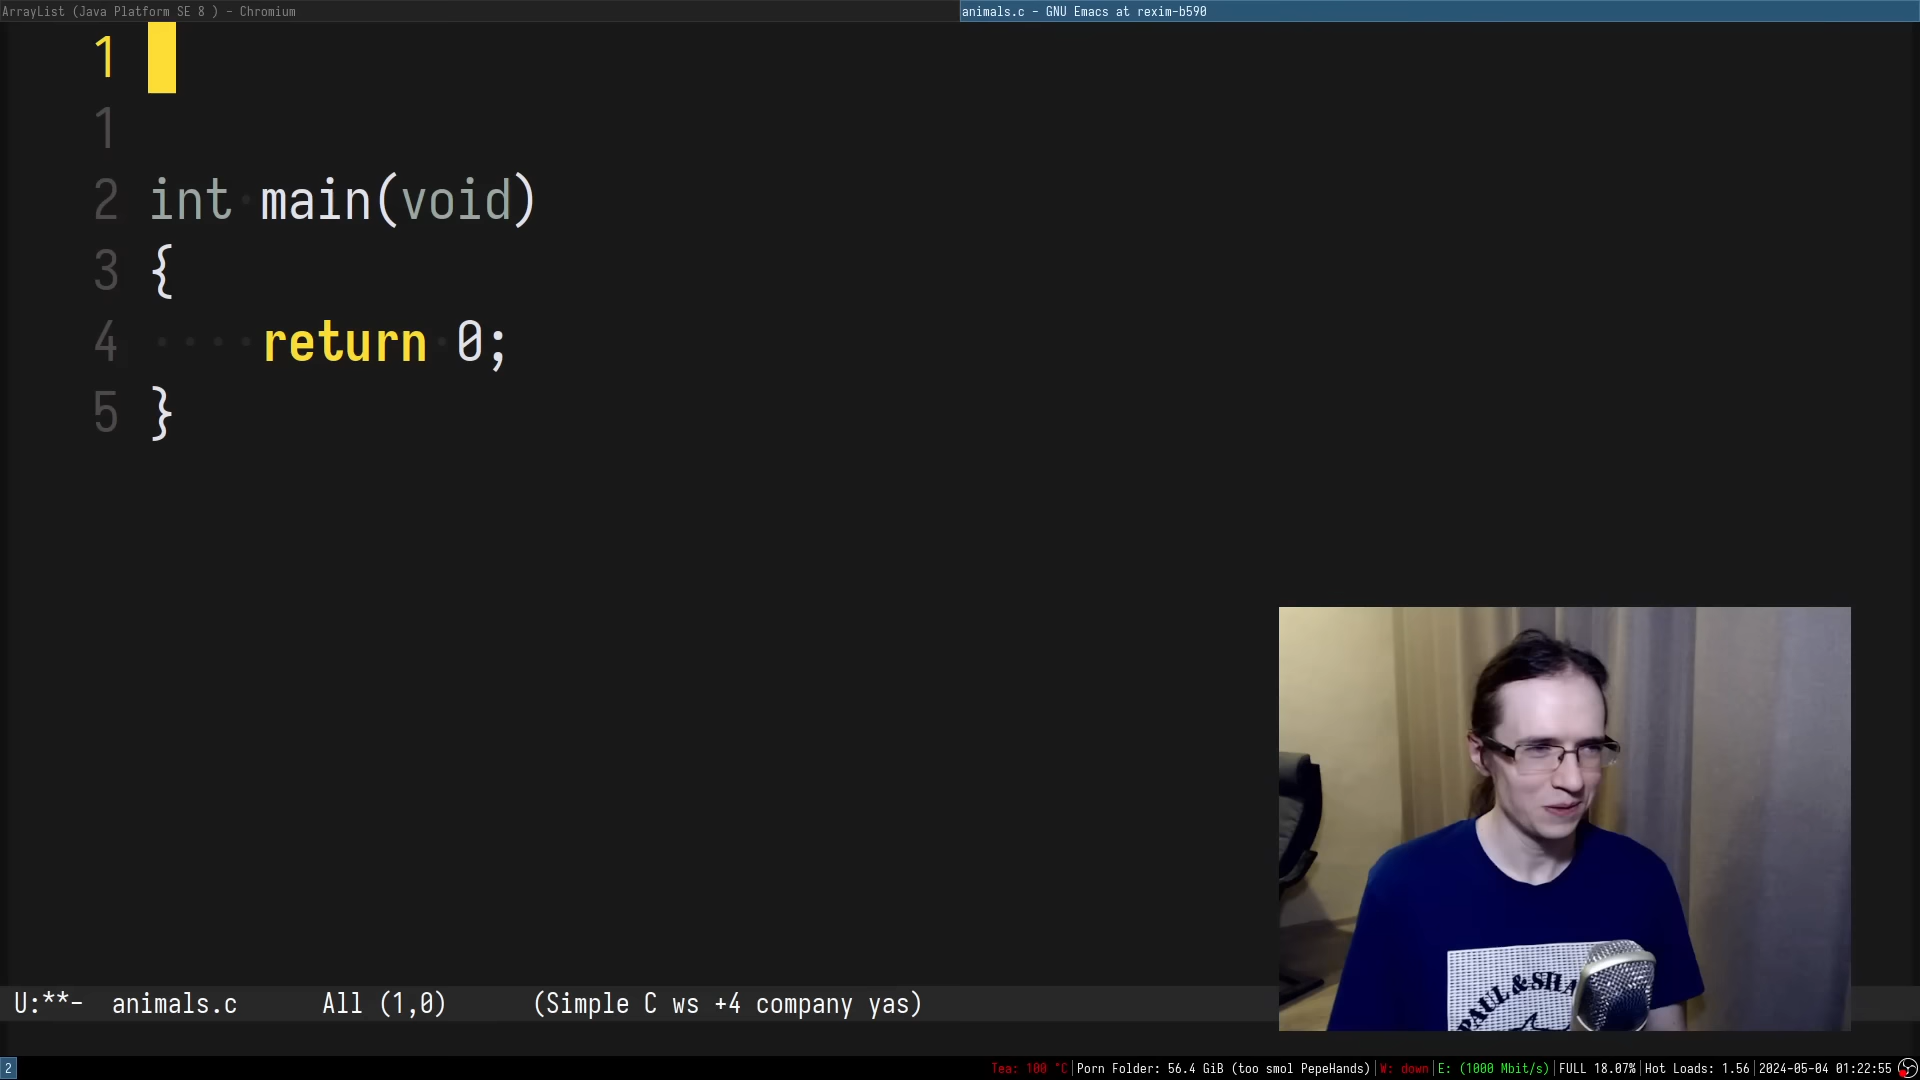 ArrayList (Java Platform SE 8 ) - Chromium
animals.c - GNU Emacs at rexim-b590
1
1
2 int main(void)
3 {
4 return 0;
5 }
PAUL & SHA
U:**- animals.c All (1,0) (Simple C ws +4 company yas)
2
Tea: 100 °C|Porn Folder: 56.4 GiB (too smol PepeHands)|W: down|E: (1000 Mbit/s)|FULL 18.07%|Hot Loads: 1.56|2024-05-04 01:22:55